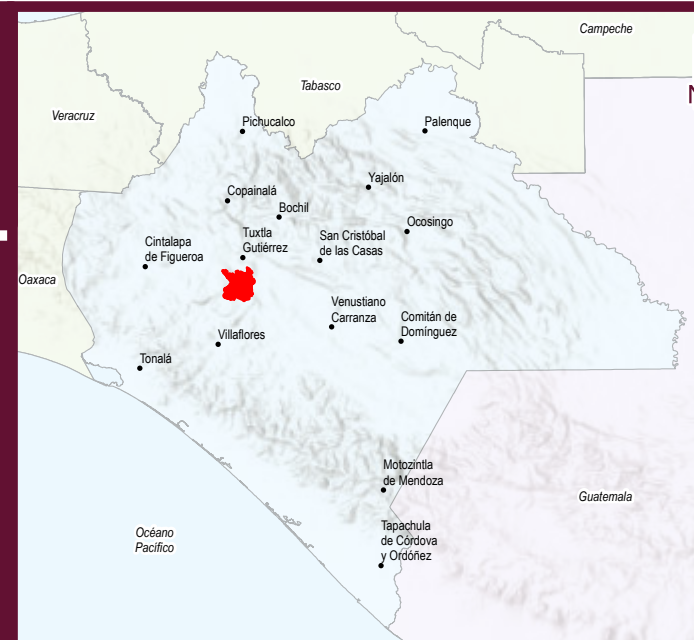 Campeche
Tabasco
N
Veracruz
Pichucalco
Palenque
Yajalón
Copainalá
Bochil
Ocosingo
Tuxtla
Gutiérrez
San Cristóbal
de las Casas
Cintalapa
de Figueroa
Oaxaca
Venustiano
Carranza
Comitán de
Domínguez
Villaflores
Tonalá
Motozintla
de Mendoza
Guatemala
Océano
Pacífico
Tapachula
de Córdova
y Ordóñez